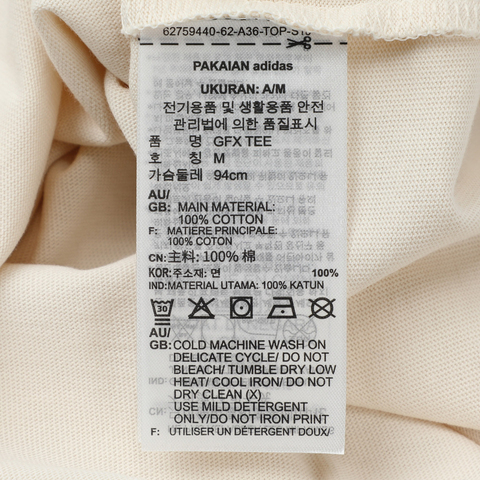 62759440-62-A36-TOP-S
PAKAIAN adidas
UKURAN: A/M
전기용품 및 생활용품 안전
관리법에 의한 품질표시
품 명 GFX TEE
호 칭 M
가슴둘레 94cm
AU/
GB: MAIN MATERIAL:
100% COTTON
F: MATIERE PRINCIPALE:
100% COTON
CN: 主料: 100% 棉
KOR: 주소재: 면 100%
IND: MATERIAL UTAMA: 100% KATUN
30
AU/
GB: COLD MACHINE WASH ON
DELICATE CYCLE/ DO NOT
BLEACH/ TUMBLE DRY LOW
HEAT/ COOL IRON/ DO NOT
DRY CLEAN (X)
USE MILD DETERGENT
ONLY/DO NOT IRON PRINT
F: UTILISER UN DÉTERGENT DOUX/